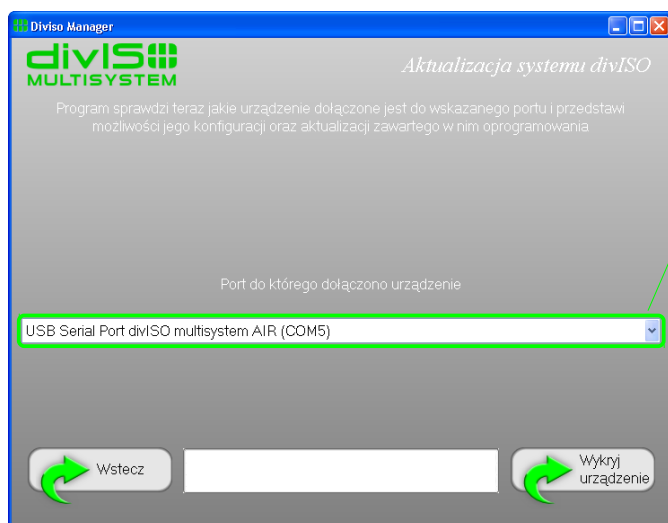 Diviso Manager
divISO
MULTISYSTEM
Aktualizacja systemu divISO
Program sprawdzi teraz jakie urządzenie dołączone jest do wskazanego portu i przedstawi
mozliwości jego konfiguracji oraz aktualizacji zawartego w nim oprogramowania
Port do którego dołączono urządzenie
USB Serial Port divISO multisystem AIR (COM5)
Wstecz
Wykryj
urządzenie